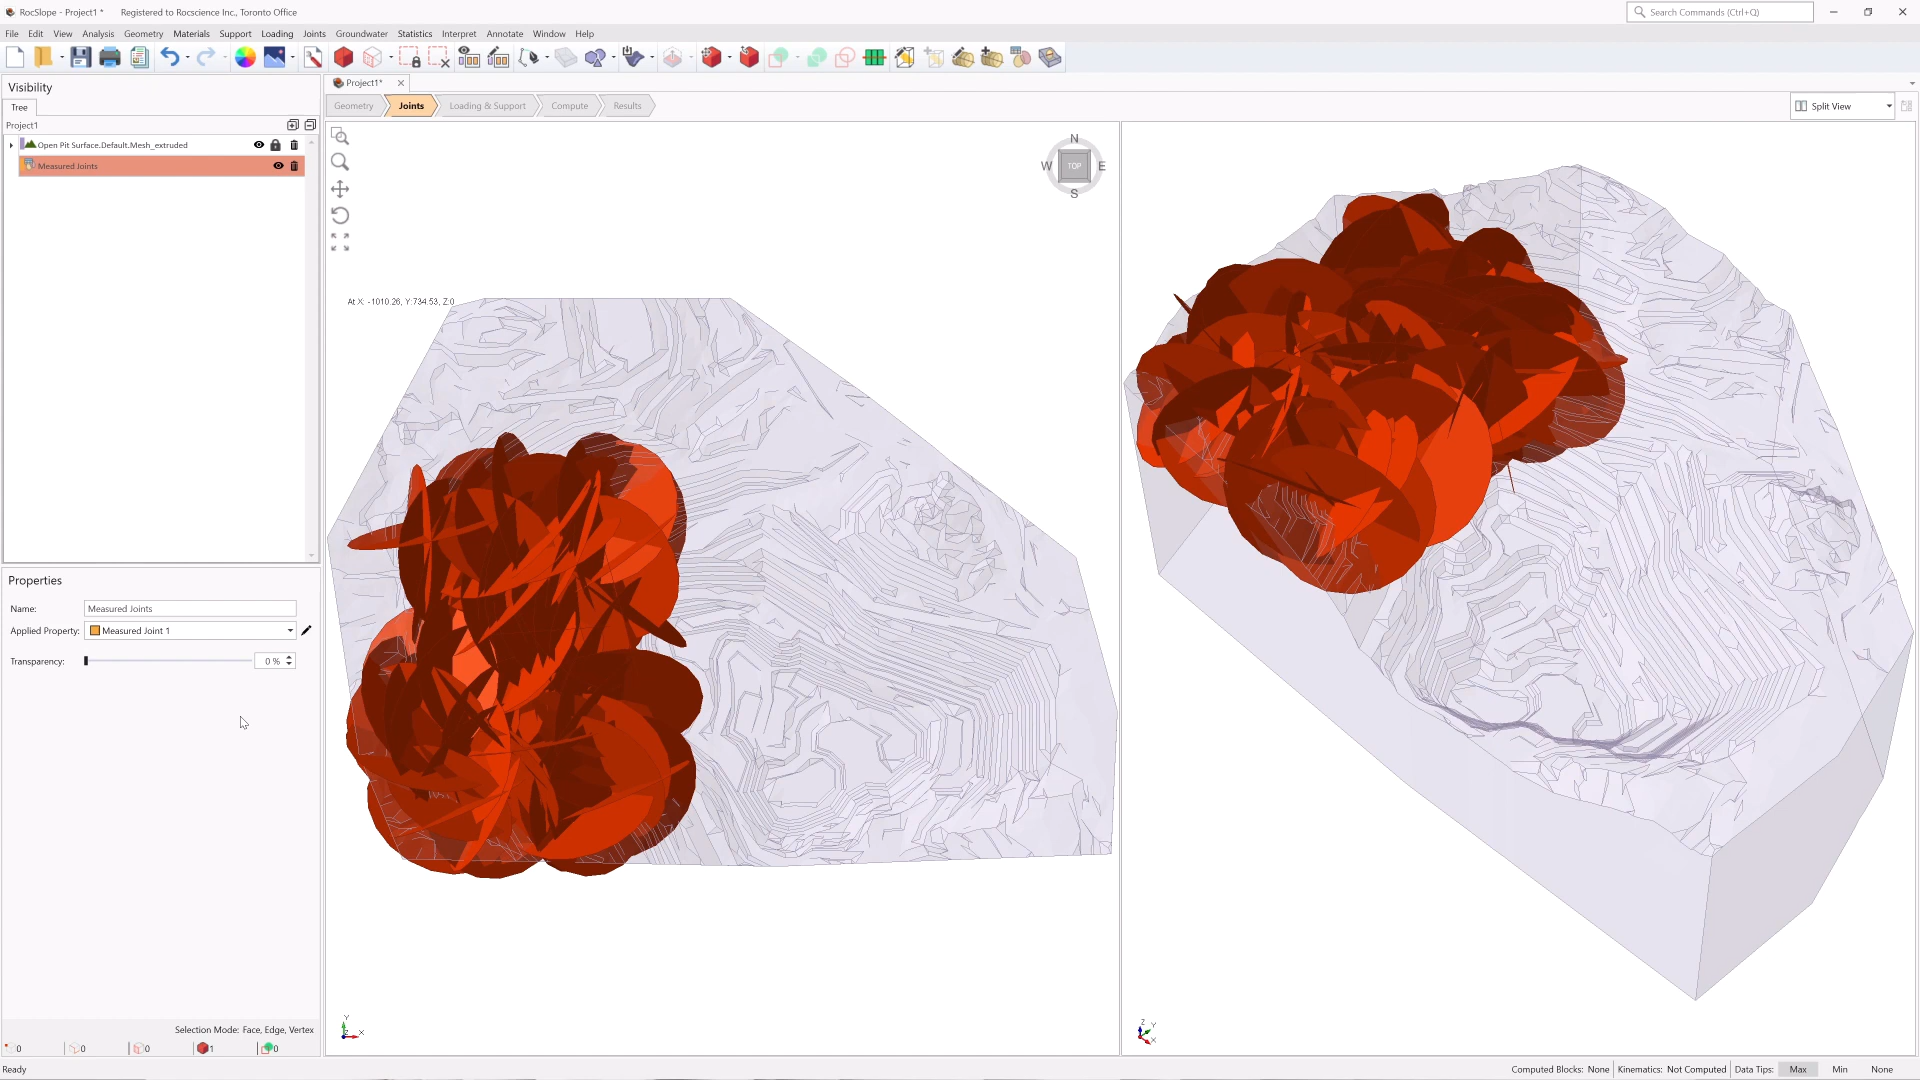 RocSlope - Project1 * Registered to Rocscience Inc., Toronto Office
Search Commands (Ctrl+Q)
File Edit View Analysis Geometry Materials Support Loading Joints Groundwater Statistics Interpret Annotate Window Help
Visibility
Tree
Project1
Open Pit Surface.Default.Mesh_extruded
Measured Joints
Project1*
Geometry Joints Loading & Support Compute Results
Split View
N
W TOP E
S
At X: -1010.26, Y:734.53, Z:0
Properties
Name: Measured Joints
Applied Property: Measured Joint 1
Transparency: 0 %
Y
Z X
Z Y
X
Selection Mode: Face, Edge, Vertex
0 0 0 1 0
Ready
Computed Blocks: None Kinematics: Not Computed Data Tips: Max Min None